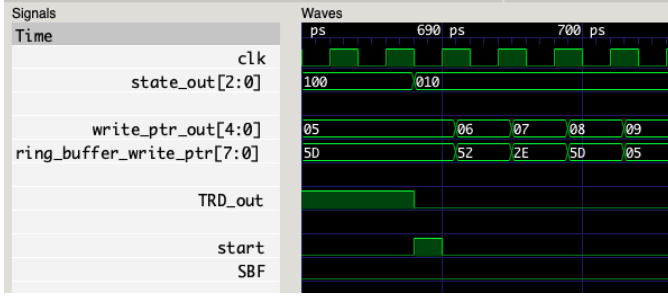 Signals Waves
Time ps 690 ps 700 ps
clk
state_out[2:0] 100 010
write_ptr_out[4:0] 05 06 07 08 09
ring_buffer_write_ptr[7:0] 5D 52 2E 5D 05
TRD_out
start
SBF